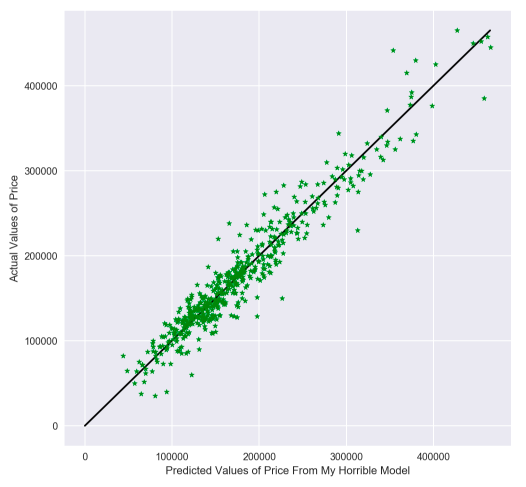 400000
300000
200000
100000
0
Actual Values of Price
0 100000 200000 300000 400000
Predicted Values of Price From My Horrible Model